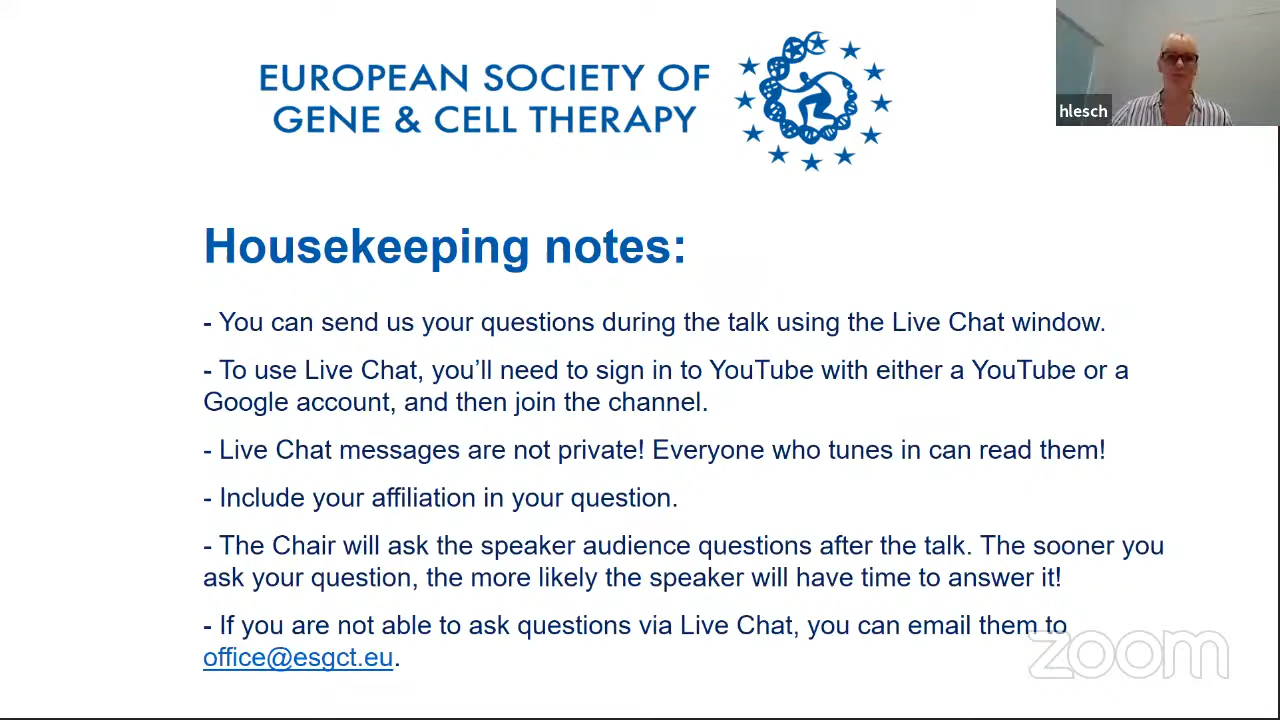 EUROPEAN SOCIETY OF
GENE & CELL THERAPY
hlesch
Housekeeping notes:
- You can send us your questions during the talk using the Live Chat window.
- To use Live Chat, you’ll need to sign in to YouTube with either a YouTube or a
Google account, and then join the channel.
- Live Chat messages are not private! Everyone who tunes in can read them!
- Include your affiliation in your question.
- The Chair will ask the speaker audience questions after the talk. The sooner you
ask your question, the more likely the speaker will have time to answer it!
- If you are not able to ask questions via Live Chat, you can email them to
office@esgct.eu.
zoom